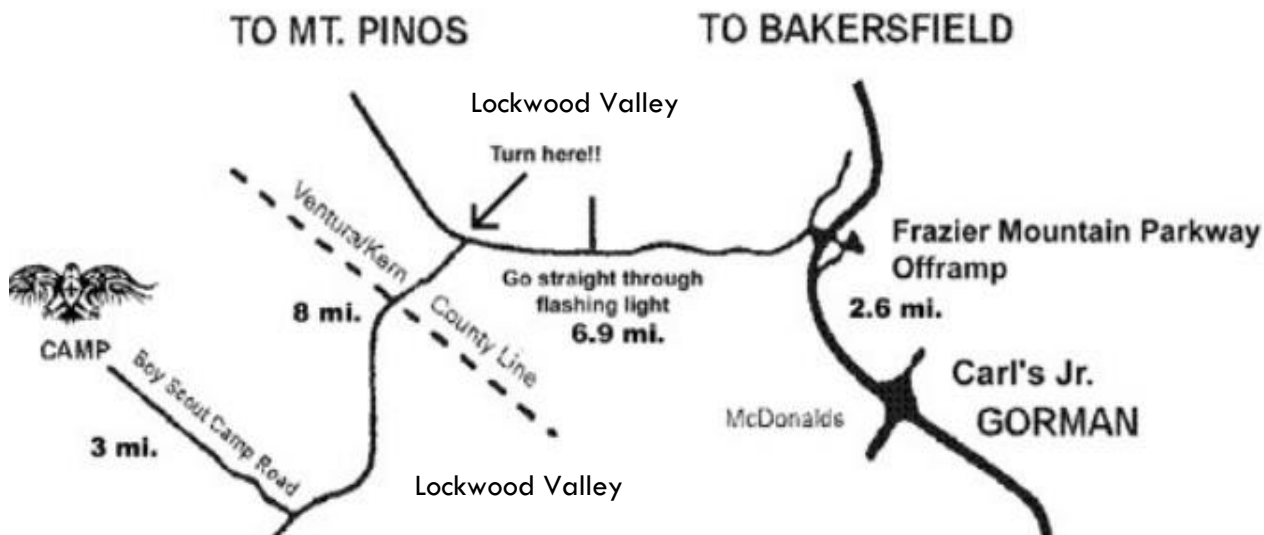 TO MT. PINOS
TO BAKERSFIELD
Lockwood Valley
Turn here!!
Ventura/Kern
County Line
Frazier Mountain Parkway
Offramp
Go straight through
flashing light
6.9 mi.
8 mi.
2.6 mi.
CAMP
Boy Scout Camp Road
3 mi.
Carl's Jr.
McDonalds
GORMAN
Lockwood Valley